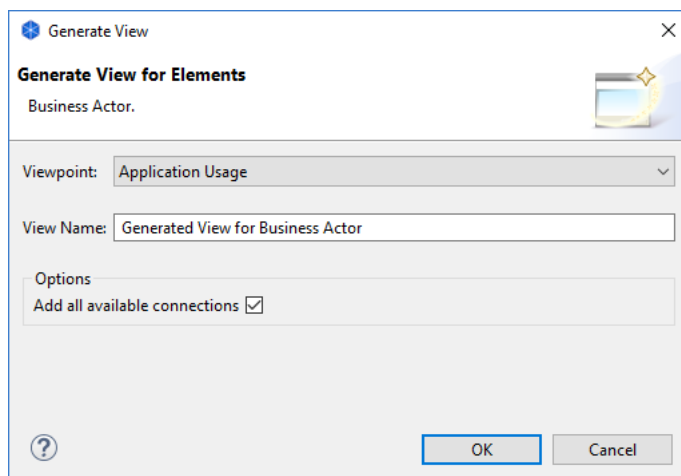 Generate View
Generate View for Elements
Business Actor.
Viewpoint: Application Usage
View Name: Generated View for Business Actor
Options
Add all available connections
?
OK Cancel